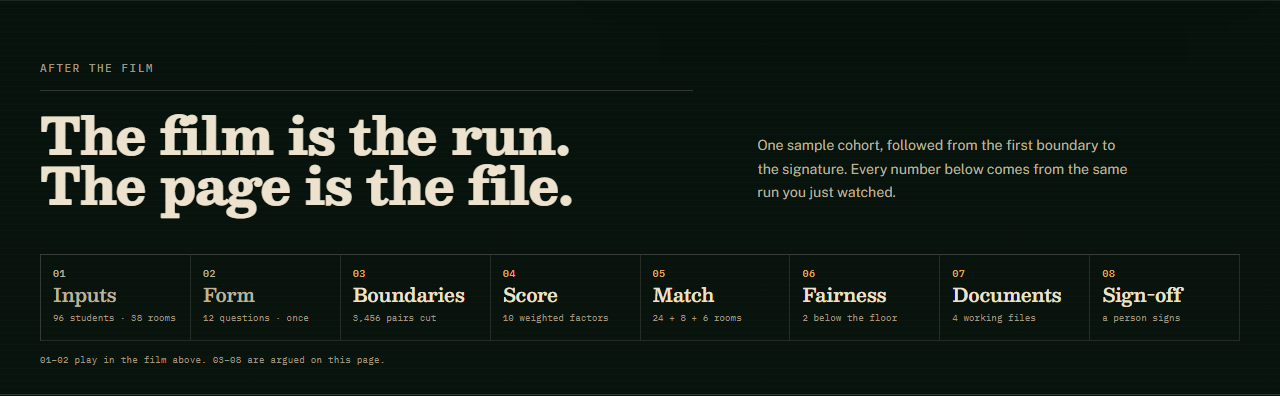 AFTER THE FILM
The film is the run.
The page is the file.
One sample cohort, followed from the first boundary to
the signature. Every number below comes from the same
run you just watched.
01
Inputs
96 students · 38 rooms
02
Form
12 questions · once
03
Boundaries
3,456 pairs cut
04
Score
10 weighted factors
05
Match
24 + 8 + 6 rooms
06
Fairness
2 below the floor
07
Documents
4 working files
08
Sign-off
a person signs
01–02 play in the film above. 03–08 are argued on this page.